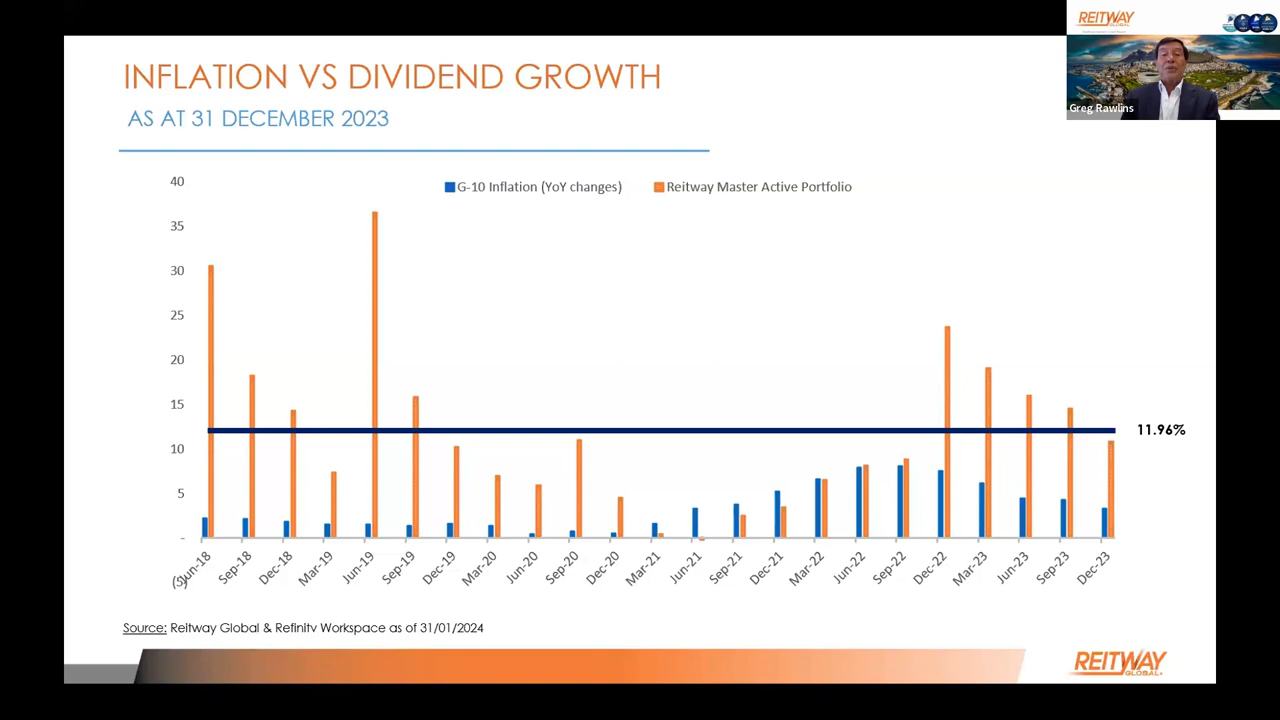 REITWAY
GLOBAL
Greg Rawlins
INFLATION VS DIVIDEND GROWTH
AS AT 31 DECEMBER 2023
G-10 Inflation (YoY changes)
Reitway Master Active Portfolio
40
35
30
25
20
15
10
5
-
(5)
11.96%
Jun-18
Sep-18
Dec-18
Mar-19
Jun-19
Sep-19
Dec-19
Mar-20
Jun-20
Sep-20
Dec-20
Mar-21
Jun-21
Sep-21
Dec-21
Mar-22
Jun-22
Sep-22
Dec-22
Mar-23
Jun-23
Sep-23
Dec-23
Source: Reitway Global & Refinitv Workspace as of 31/01/2024
REITWAY
GLOBAL